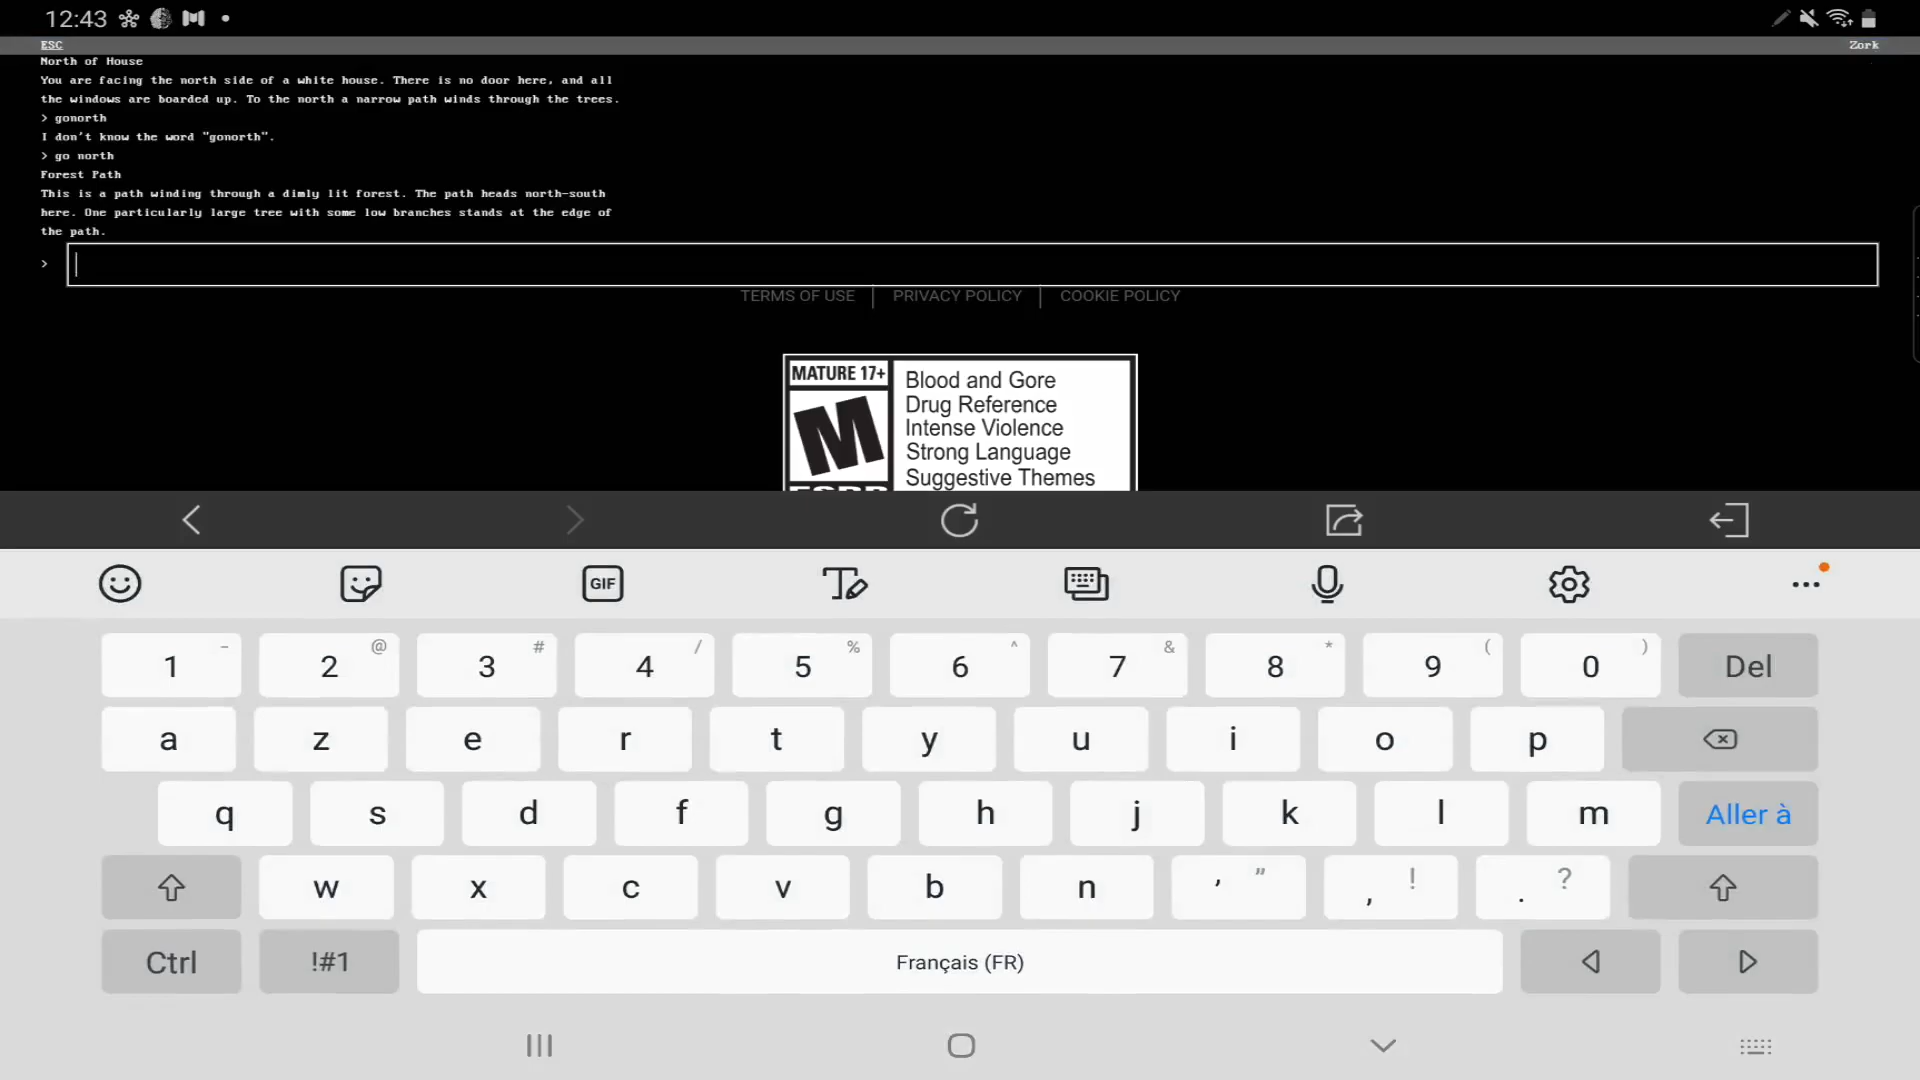 12:43
ESC
Zork
North of House
You are facing the north side of a white house. There is no door here, and all
the windows are boarded up. To the north a narrow path winds through the trees.
> gonorth
I don't know the word "gonorth".
> go north
Forest Path
This is a path winding through a dimly lit forest. The path heads north-south
here. One particularly large tree with some low branches stands at the edge of
the path.
>
TERMS OF USE | PRIVACY POLICY | COOKIE POLICY
MATURE 17+
M
Blood and Gore
Drug Reference
Intense Violence
Strong Language
Suggestive Themes
GIF
1 - 2 @ 3 # 4 / 5 % 6 ^ 7 & 8 * 9 ( 0 ) Del
a z e r t y u i o p
q s d f g h j k l m Aller à
w x c v b n ' " , ! . ?
Ctrl !#1 Français (FR)